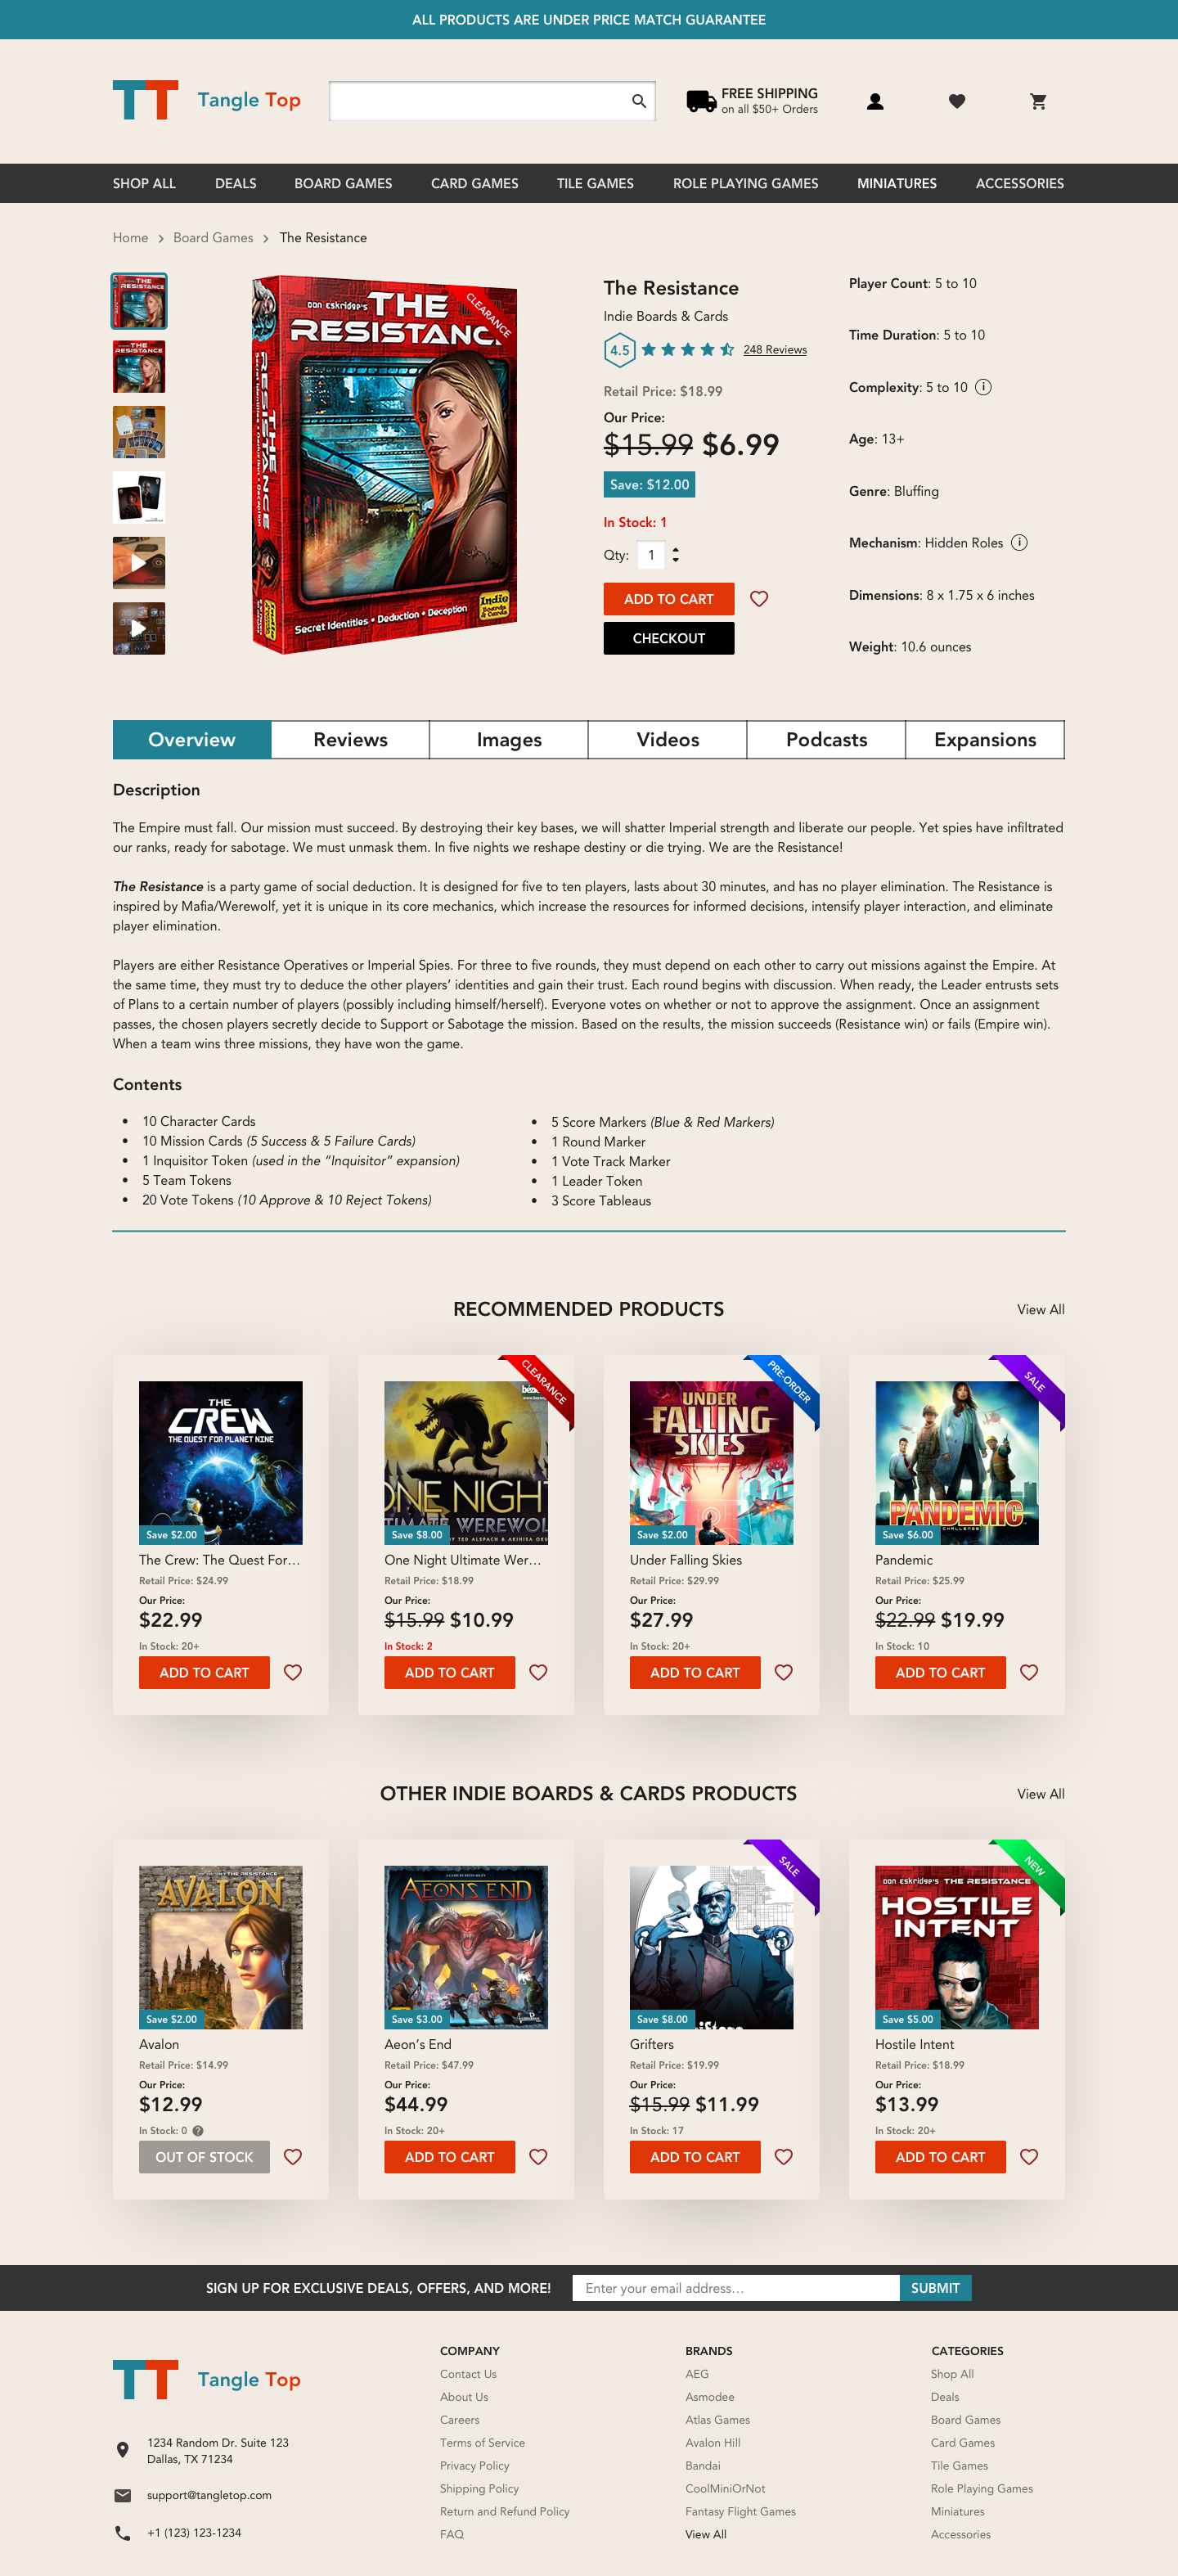 ALL PRODUCTS ARE UNDER PRICE MATCH GUARANTEE
TT Tangle Top
FREE SHIPPING
on all $50+ Orders
SHOP ALL DEALS BOARD GAMES CARD GAMES TILE GAMES ROLE PLAYING GAMES MINIATURES ACCESSORIES
Home > Board Games > The Resistance
THE
RESISTANCE
THE RESISTANCE
DON ESKRIDGE'S THE
RESISTANC
CLEARANCE
THE RESISTANCE
Secret Identities • Deduction • Deception
Indie
Boards
& Cards
The Resistance
Indie Boards & Cards
4.5 248 Reviews
Retail Price: $18.99
Our Price:
$15.99 $6.99
Save: $12.00
In Stock: 1
Qty: 1
ADD TO CART
CHECKOUT
Player Count: 5 to 10
Time Duration: 5 to 10
Complexity: 5 to 10 i
Age: 13+
Genre: Bluffing
Mechanism: Hidden Roles i
Dimensions: 8 x 1.75 x 6 inches
Weight: 10.6 ounces
Overview Reviews Images Videos Podcasts Expansions
Description
The Empire must fall. Our mission must succeed. By destroying their key bases, we will shatter Imperial strength and liberate our people. Yet spies have infiltrated
our ranks, ready for sabotage. We must unmask them. In five nights we reshape destiny or die trying. We are the Resistance!
The Resistance is a party game of social deduction. It is designed for five to ten players, lasts about 30 minutes, and has no player elimination. The Resistance is
inspired by Mafia/Werewolf, yet it is unique in its core mechanics, which increase the resources for informed decisions, intensify player interaction, and eliminate
player elimination.
Players are either Resistance Operatives or Imperial Spies. For three to five rounds, they must depend on each other to carry out missions against the Empire. At
the same time, they must try to deduce the other players' identities and gain their trust. Each round begins with discussion. When ready, the Leader entrusts sets
of Plans to a certain number of players (possibly including himself/herself). Everyone votes on whether or not to approve the assignment. Once an assignment
passes, the chosen players secretly decide to Support or Sabotage the mission. Based on the results, the mission succeeds (Resistance win) or fails (Empire win).
When a team wins three missions, they have won the game.
Contents
• 10 Character Cards
• 10 Mission Cards (5 Success & 5 Failure Cards)
• 1 Inquisitor Token (used in the “Inquisitor” expansion)
• 5 Team Tokens
• 20 Vote Tokens (10 Approve & 10 Reject Tokens)
• 5 Score Markers (Blue & Red Markers)
• 1 Round Marker
• 1 Vote Track Marker
• 1 Leader Token
• 3 Score Tableaus
RECOMMENDED PRODUCTS View All
THE
CREW
THE QUEST FOR PLANET NINE
Save $2.00
The Crew: The Quest For...
Retail Price: $24.99
Our Price:
$22.99
In Stock: 20+
ADD TO CART
CLEARANCE
ONE NIGHT
TIMATE WEREWOL
BY TED ALSPACH & AKIHISA OKU
Save $8.00
One Night Ultimate Wer...
Retail Price: $18.99
Our Price:
$15.99 $10.99
In Stock: 2
ADD TO CART
PRE-ORDER
UNDER
FALLING
SKIES
Save $2.00
Under Falling Skies
Retail Price: $29.99
Our Price:
$27.99
In Stock: 20+
ADD TO CART
SALE
PANDEMIC
CHALLENGE
Save $6.00
Pandemic
Retail Price: $25.99
Our Price:
$22.99 $19.99
In Stock: 10
ADD TO CART
OTHER INDIE BOARDS & CARDS PRODUCTS View All
THE RESISTANCE
AVALON
Save $2.00
Avalon
Retail Price: $14.99
Our Price:
$12.99
In Stock: 0 ?
OUT OF STOCK
AEON'S END
Save $3.00
Aeon’s End
Retail Price: $47.99
Our Price:
$44.99
In Stock: 20+
ADD TO CART
SALE
Save $8.00
Grifters
Retail Price: $19.99
Our Price:
$15.99 $11.99
In Stock: 17
ADD TO CART
NEW
DON ESKRIDGE'S THE RESISTANCE
HOSTILE
INTENT
Save $5.00
Hostile Intent
Retail Price: $18.99
Our Price:
$13.99
In Stock: 20+
ADD TO CART
SIGN UP FOR EXCLUSIVE DEALS, OFFERS, AND MORE! Enter your email address... SUBMIT
TT Tangle Top
1234 Random Dr. Suite 123
Dallas, TX 71234
support@tangletop.com
+1 (123) 123-1234
COMPANY
Contact Us
About Us
Careers
Terms of Service
Privacy Policy
Shipping Policy
Return and Refund Policy
FAQ
BRANDS
AEG
Asmodee
Atlas Games
Avalon Hill
Bandai
CoolMiniOrNot
Fantasy Flight Games
View All
CATEGORIES
Shop All
Deals
Board Games
Card Games
Tile Games
Role Playing Games
Miniatures
Accessories